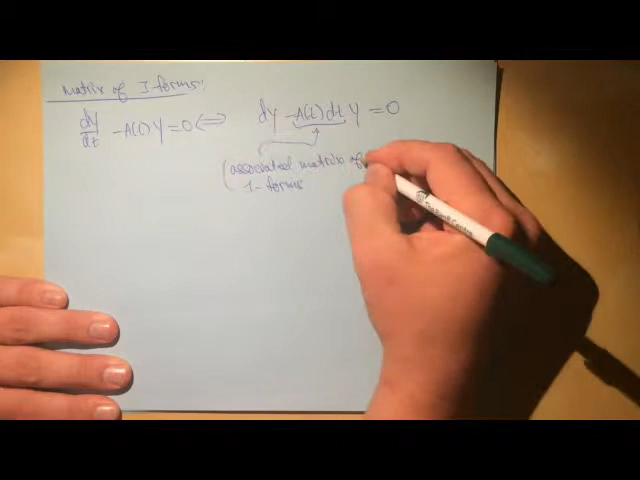 Matrix of 1-forms:
dY/dt - A(t) Y = 0 ⟺ dY - A(t) dt Y = 0
(associated matrix of
1-forms